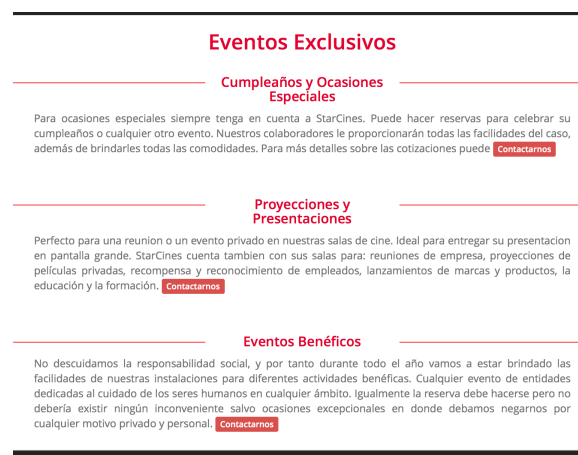 Eventos Exclusivos
Cumpleaños y Ocasiones
Especiales
Para ocasiones especiales siempre tenga en cuenta a StarCines. Puede hacer reservas para celebrar su
cumpleaños o cualquier otro evento. Nuestros colaboradores le proporcionarán todas las facilidades del caso,
además de brindarles todas las comodidades. Para más detalles sobre las cotizaciones puede Contactarnos
Proyecciones y
Presentaciones
Perfecto para una reunion o un evento privado en nuestras salas de cine. Ideal para entregar su presentacion
en pantalla grande. StarCines cuenta tambien con sus salas para: reuniones de empresa, proyecciones de
películas privadas, recompensa y reconocimiento de empleados, lanzamientos de marcas y productos, la
educación y la formación. Contactarnos
Eventos Benéficos
No descuidamos la responsabilidad social, y por tanto durante todo el año vamos a estar brindado las
facilidades de nuestras instalaciones para diferentes actividades benéficas. Cualquier evento de entidades
dedicadas al cuidado de los seres humanos en cualquier ámbito. Igualmente la reserva debe hacerse pero no
debería existir ningún inconveniente salvo ocasiones excepcionales en donde debamos negarnos por
cualquier motivo privado y personal. Contactarnos